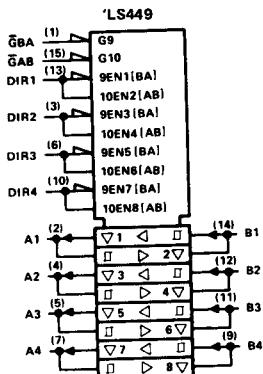 'LS449
G̅BA (1) G9
G̅AB (15) G10
DIR1 (13) 9EN1[BA]
10EN2[AB]
DIR2 (3) 9EN3[BA]
10EN4[AB]
DIR3 (6) 9EN5[BA]
10EN6[AB]
DIR4 (10) 9EN7[BA]
10EN8[AB]
A1 (2) ▽1 (14) B1
2▽
A2 (4) ▽3 (12) B2
4▽
A3 (5) ▽5 (11) B3
6▽
A4 (7) ▽7 (9) B4
8▽